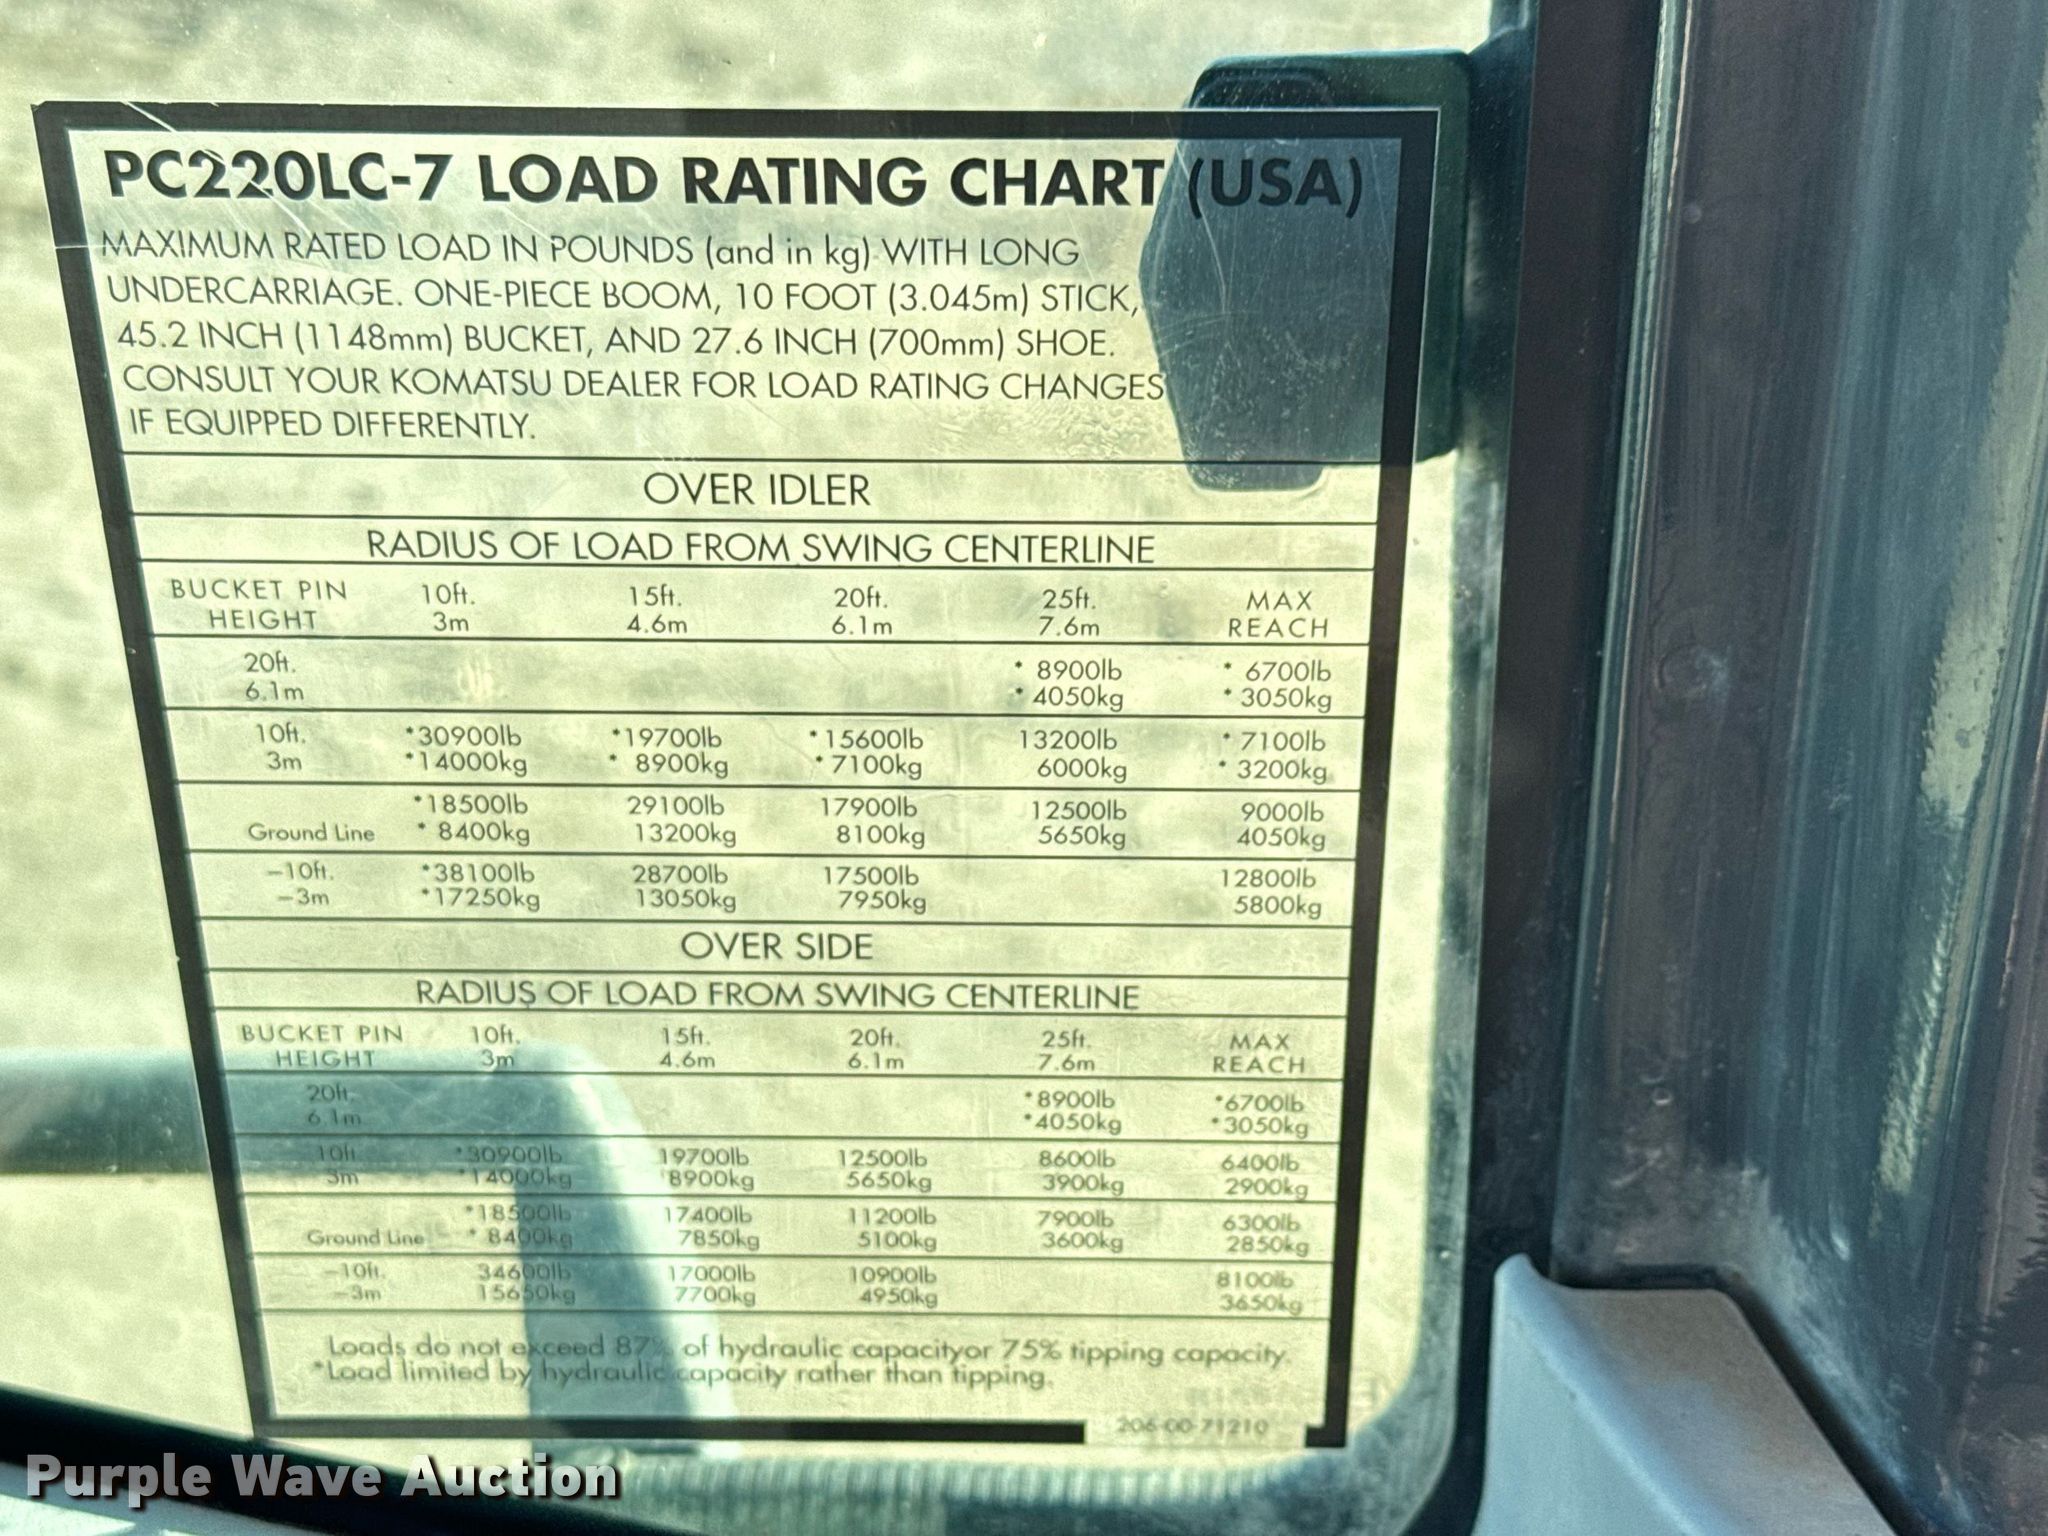 PC220LC-7 LOAD RATING CHART (USA)
MAXIMUM RATED LOAD IN POUNDS (and in kg) WITH LONG
UNDERCARRIAGE. ONE-PIECE BOOM, 10 FOOT (3.045m) STICK,
45.2 INCH (1148mm) BUCKET, AND 27.6 INCH (700mm) SHOE.
CONSULT YOUR KOMATSU DEALER FOR LOAD RATING CHANGES
IF EQUIPPED DIFFERENTLY.
OVER IDLER
RADIUS OF LOAD FROM SWING CENTERLINE
BUCKET PIN 10ft. 15ft. 20ft. 25ft. MAX
HEIGHT 3m 4.6m 6.1m 7.6m REACH
20ft. * 8900lb * 6700lb
6.1m * 4050kg * 3050kg
10ft. *30900lb *19700lb *15600lb 13200lb * 7100lb
3m *14000kg * 8900kg * 7100kg 6000kg * 3200kg
*18500lb 29100lb 17900lb 12500lb 9000lb
Ground Line * 8400kg 13200kg 8100kg 5650kg 4050kg
–10ft. *38100lb 28700lb 17500lb 12800lb
–3m *17250kg 13050kg 7950kg 5800kg
OVER SIDE
RADIUS OF LOAD FROM SWING CENTERLINE
BUCKET PIN 10ft. 15ft. 20ft. 25ft. MAX
HEIGHT 3m 4.6m 6.1m 7.6m REACH
20ft. *8900lb *6700lb
6.1m *4050kg *3050kg
10ft. *30900lb 19700lb 12500lb 8600lb 6400lb
3m *14000kg 8900kg 5650kg 3900kg 2900kg
*18500lb 17400lb 11200lb 7900lb 6300lb
Ground Line * 8400kg 7850kg 5100kg 3600kg 2850kg
–10ft. 34600lb 17000lb 10900lb 8100lb
–3m 15650kg 7700kg 4950kg 3650kg
Loads do not exceed 87% of hydraulic capacityor 75% tipping capacity.
*Load limited by hydraulic capacity rather than tipping.
206-00-71210
Purple Wave Auction